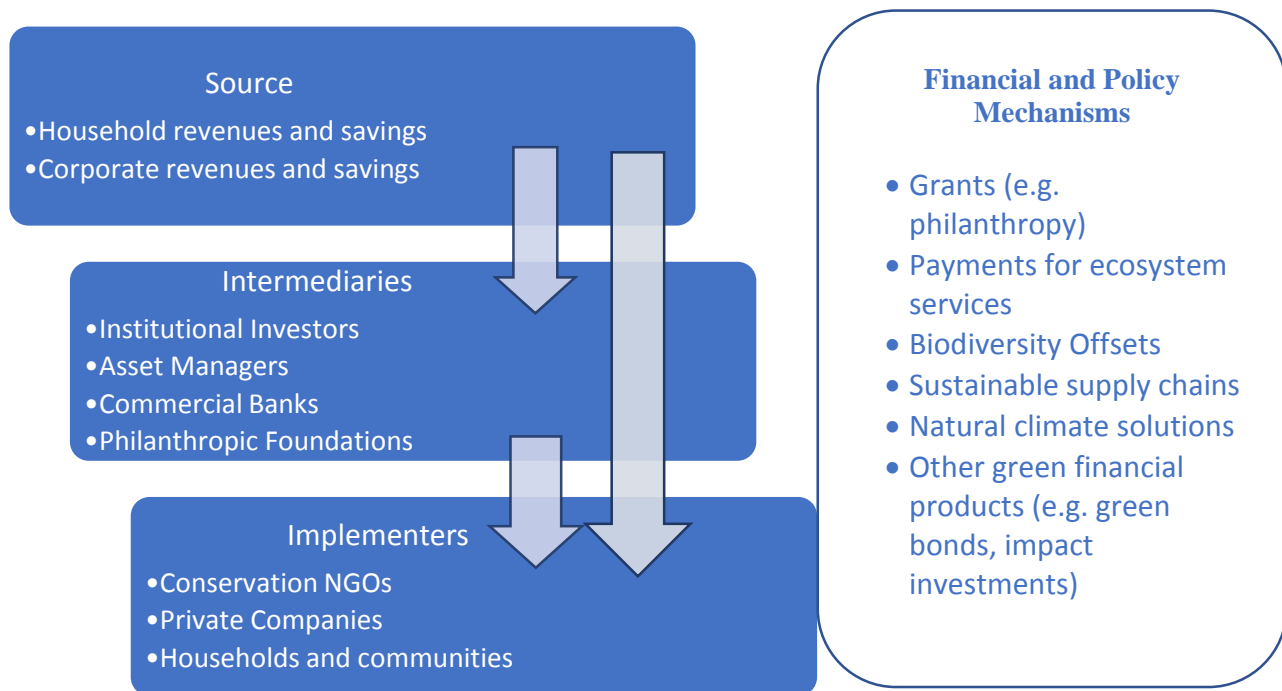 Source
•Household revenues and savings
•Corporate revenues and savings
Intermediaries
•Institutional Investors
•Asset Managers
•Commercial Banks
•Philanthropic Foundations
Implementers
•Conservation NGOs
•Private Companies
•Households and communities
Financial and Policy
Mechanisms
• Grants (e.g.
philanthropy)
• Payments for ecosystem
services
• Biodiversity Offsets
• Sustainable supply chains
• Natural climate solutions
• Other green financial
products (e.g. green
bonds, impact
investments)